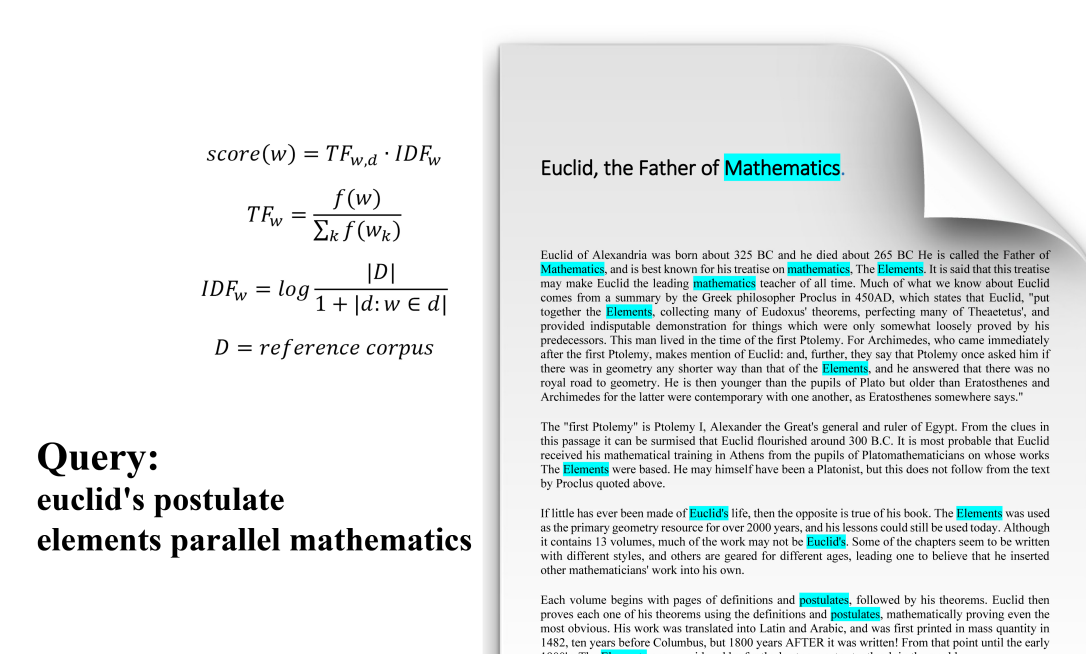 score(w) = TF_{w,d} · IDF_w
TF_w = f(w) / ∑_k f(w_k)
IDF_w = log |D| / 1 + |d: w ∈ d|
D = reference corpus
Query:
euclid's postulate
elements parallel mathematics
Euclid, the Father of Mathematics.
Euclid of Alexandria was born about 325 BC and he died about 265 BC He is called the Father of
Mathematics, and is best known for his treatise on mathematics, The Elements. It is said that this treatise
may make Euclid the leading mathematics teacher of all time. Much of what we know about Euclid
comes from a summary by the Greek philosopher Proclus in 450AD, which states that Euclid, "put
together the Elements, collecting many of Eudoxus' theorems, perfecting many of Theaetetus', and
provided indisputable demonstration for things which were only somewhat loosely proved by his
predecessors. This man lived in the time of the first Ptolemy. For Archimedes, who came immediately
after the first Ptolemy, makes mention of Euclid: and, further, they say that Ptolemy once asked him if
there was in geometry any shorter way than that of the Elements, and he answered that there was no
royal road to geometry. He is then younger than the pupils of Plato but older than Eratosthenes and
Archimedes for the latter were contemporary with one another, as Eratosthenes somewhere says."
The "first Ptolemy" is Ptolemy I, Alexander the Great's general and ruler of Egypt. From the clues in
this passage it can be surmised that Euclid flourished around 300 B.C. It is most probable that Euclid
received his mathematical training in Athens from the pupils of Platomathematicians on whose works
The Elements were based. He may himself have been a Platonist, but this does not follow from the text
by Proclus quoted above.
If little has ever been made of Euclid's life, then the opposite is true of his book. The Elements was used
as the primary geometry resource for over 2000 years, and his lessons could still be used today. Although
it contains 13 volumes, much of the work may not be Euclid's. Some of the chapters seem to be written
with different styles, and others are geared for different ages, leading one to believe that he inserted
other mathematicians' work into his own.
Each volume begins with pages of definitions and postulates, followed by his theorems. Euclid then
proves each one of his theorems using the definitions and postulates, mathematically proving even the
most obvious. His work was translated into Latin and Arabic, and was first printed in mass quantity in
1482, ten years before Columbus, but 1800 years AFTER it was written! From that point until the early